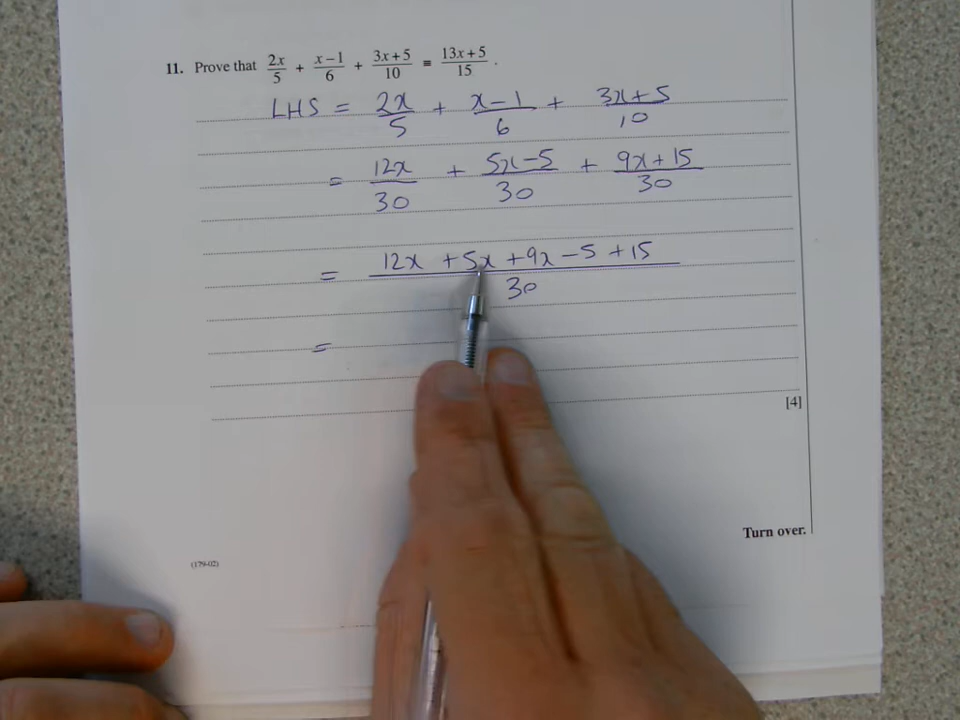 11. Prove that 2x/5 + x−1/6 + 3x+5/10 ≡ 13x+5/15 .
LHS = 2x/5 + x−1/6 + 3x+5/10
= 12x/30 + 5x−5/30 + 9x+15/30
= 12x +5x +9x −5 +15/30
=
[4]
Turn over.
(179-02)